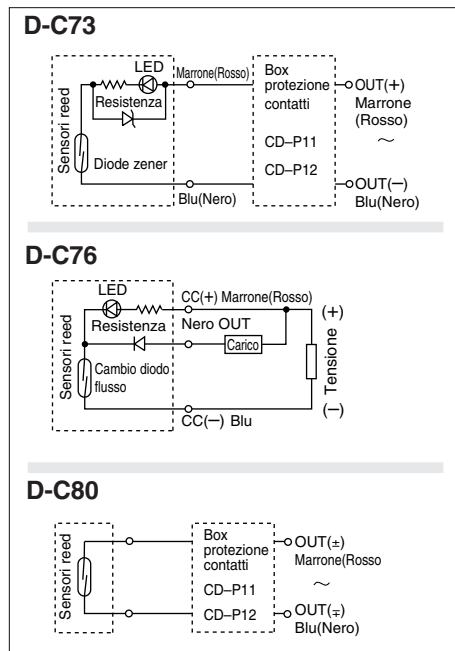 D-C73
LED
Marrone(Rosso)
Resistenza
Diode zener
Sensori reed
Blu(Nero)
Box
protezione
contatti
CD–P11
CD–P12
OUT(+)
Marrone
(Rosso)
~
OUT(−)
Blu(Nero)
D-C76
LED
CC(+) Marrone(Rosso)
Resistenza
Nero OUT
Carico
Cambio diodo
flusso
Sensori reed
CC(−) Blu
(+)
Tensione
(−)
D-C80
Sensori reed
Box
protezione
contatti
CD–P11
CD–P12
OUT(±)
Marrone(Rosso
~
OUT(∓)
Blu(Nero)